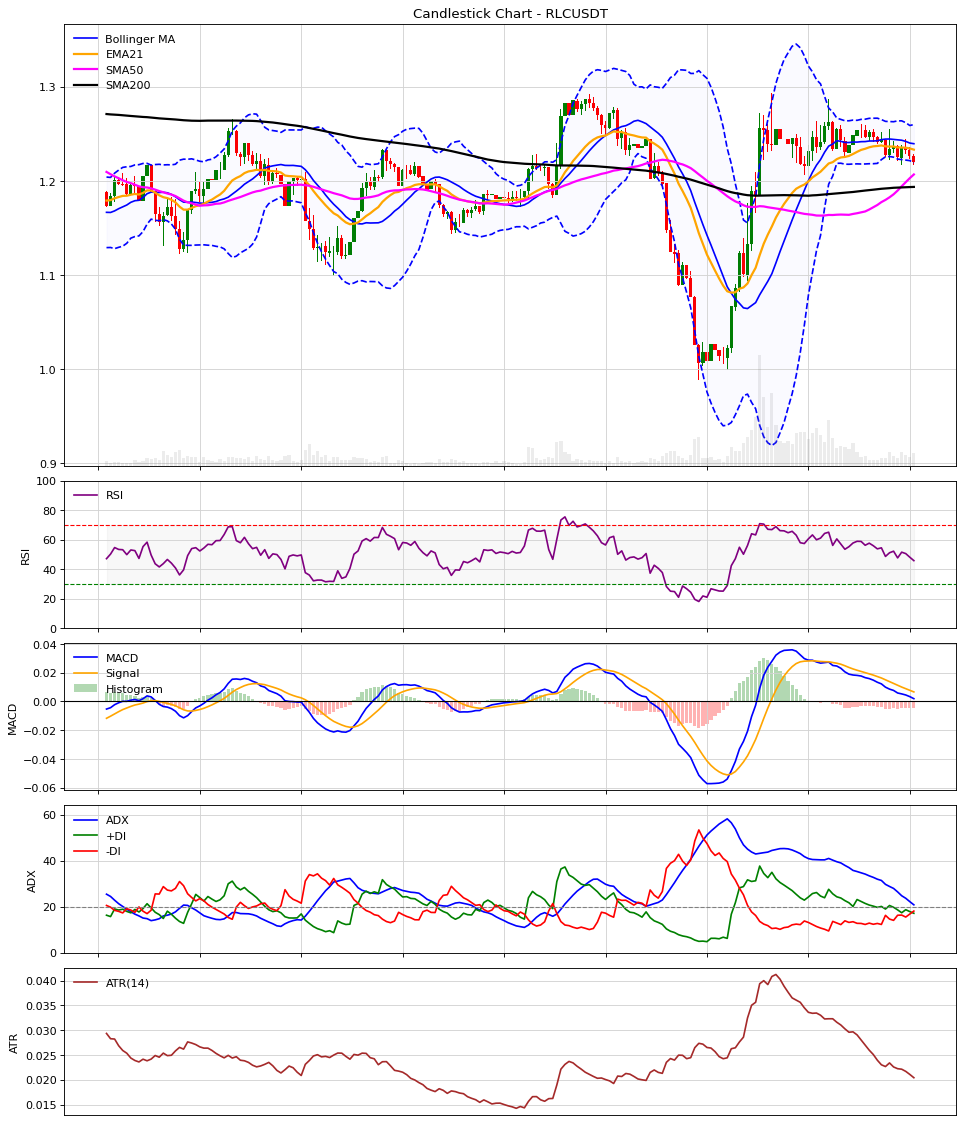 Candlestick Chart - RLCUSDT
Bollinger MA
EMA21
SMA50
SMA200
1.3
1.2
1.1
1.0
0.9
RSI
RSI
100
80
60
40
20
0
MACD
Signal
Histogram
MACD
0.04
0.02
0.00
−0.02
−0.04
−0.06
ADX
+DI
-DI
ADX
60
40
20
0
ATR(14)
ATR
0.040
0.035
0.030
0.025
0.020
0.015